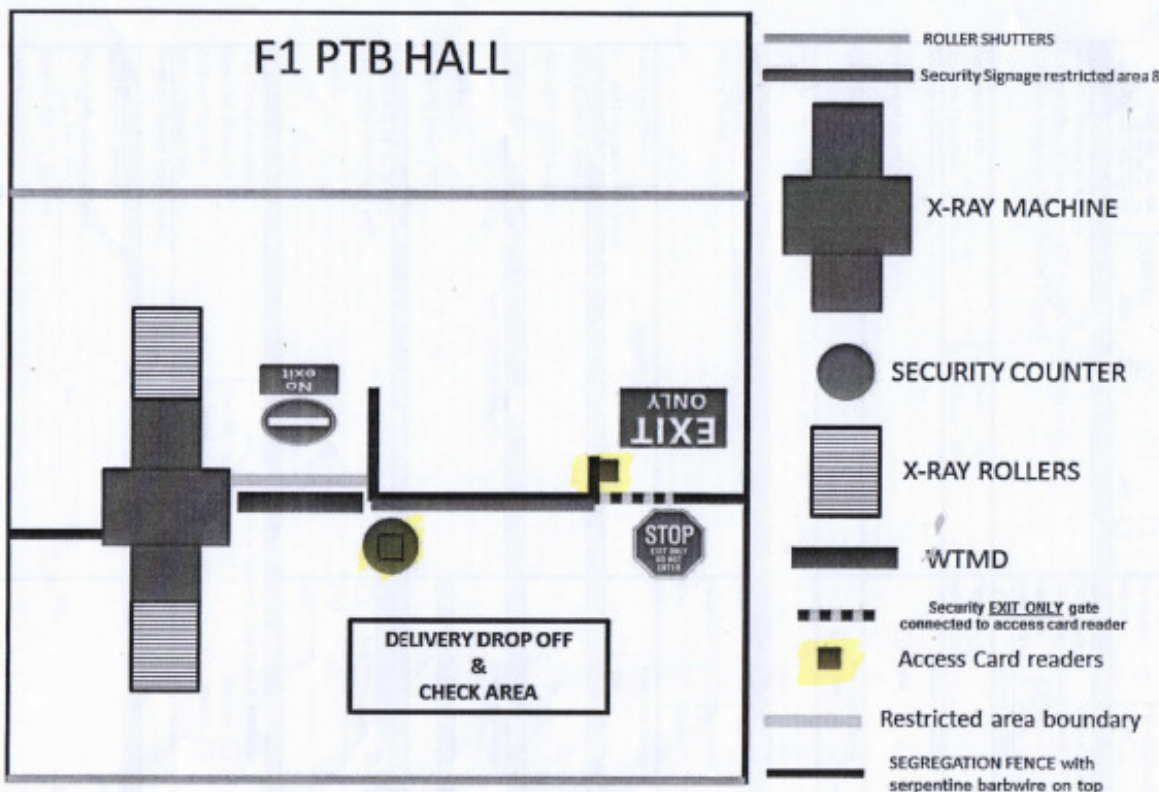 F1 PTB HALL
No
exit
EXIT
ONLY
STOP
EXIT ONLY
DO NOT
ENTER
DELIVERY DROP OFF
&
CHECK AREA
ROLLER SHUTTERS
Security Signage restricted area 8
X-RAY MACHINE
SECURITY COUNTER
X-RAY ROLLERS
WTMD
Security EXIT ONLY gate
connected to access card reader
Access Card readers
Restricted area boundary
SEGREGATION FENCE with
serpentine barbwire on top